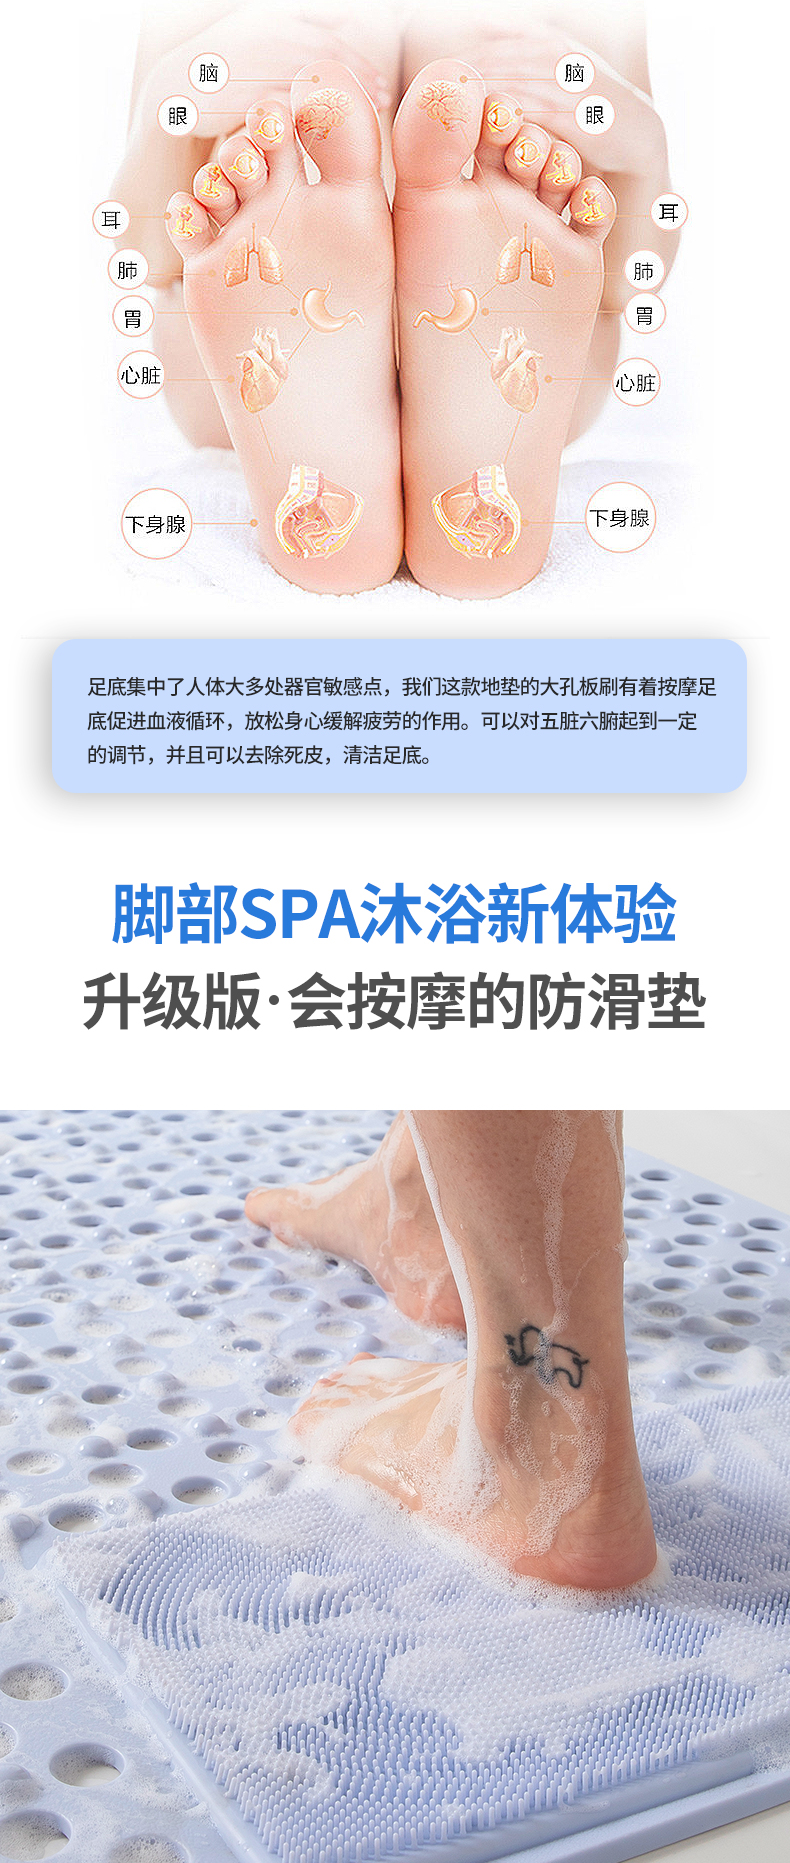 脑
脑
眼
眼
耳
耳
肺
肺
胃
胃
心脏
心脏
下身腺
下身腺
足底集中了人体大多处器官敏感点，我们这款地垫的大孔板刷有着按摩足
底促进血液循环，放松身心缓解疲劳的作用。可以对五脏六腑起到一定
的调节，并且可以去除死皮，清洁足底。
脚部SPA沐浴新体验
升级版·会按摩的防滑垫